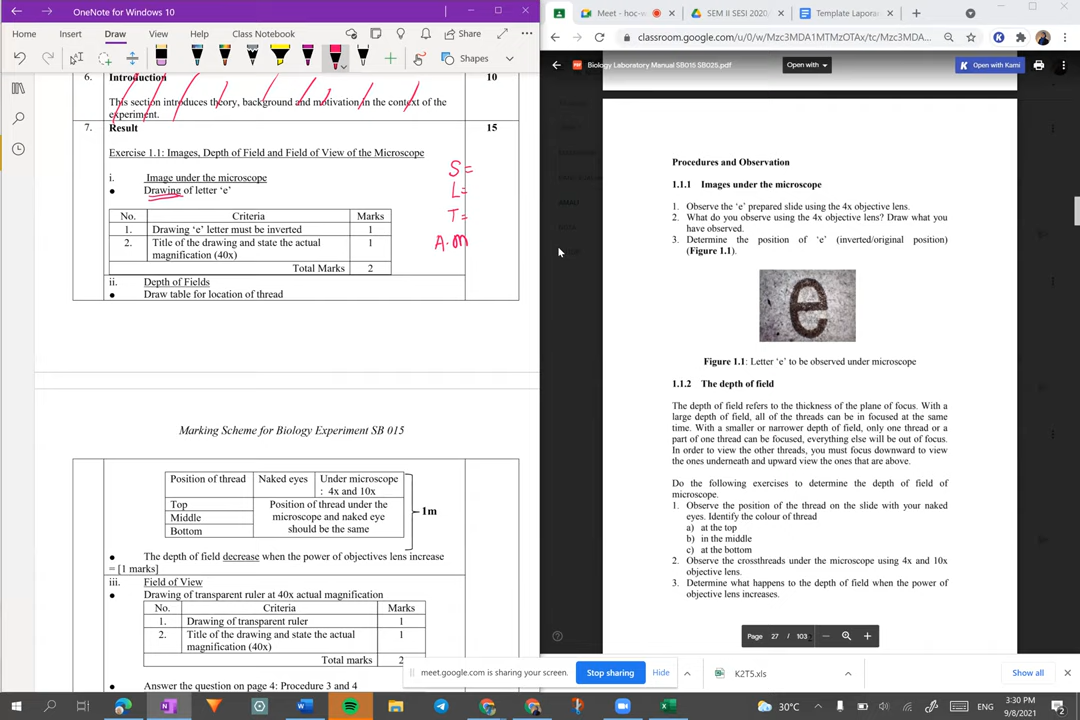 OneNote for Windows 10
Home Insert Draw View Help Class Notebook Share
Shapes
6. Introduction 10
This section introduces theory, background and motivation in the context of the
experiment.
7. Result 15
Exercise 1.1: Images, Depth of Field and Field of View of the Microscope
i. Image under the microscope
• Drawing of letter ‘e’
S=
L=
T=
A.M
No. Criteria Marks
1. Drawing ‘e’ letter must be inverted 1
2. Title of the drawing and state the actual 1
magnification (40x)
Total Marks 2
ii. Depth of Fields
• Draw table for location of thread
Marking Scheme for Biology Experiment SB 015
Position of thread Naked eyes Under microscope
: 4x and 10x
Top Position of thread under the
Middle microscope and naked eye
Bottom should be the same
1m
• The depth of field decrease when the power of objectives lens increase
= [1 marks]
iii. Field of View
• Drawing of transparent ruler at 40x actual magnification
No. Criteria Marks
1. Drawing of transparent ruler 1
2. Title of the drawing and state the actual 1
magnification (40x)
Total marks 2
• Answer the question on page 4: Procedure 3 and 4
Meet - hoc-w
SEM II SESI 2020
Template Lapora
classroom.google.com/u/0/w/Mzc3MDA1MTMzOTAx/tc/Mzc3MDA...
Biology Laboratory Manual SB015 SB025.pdf
Open with
Open with Kami
Procedures and Observation
1.1.1 Images under the microscope
1. Observe the ‘e’ prepared slide using the 4x objective lens.
2. What do you observe using the 4x objective lens? Draw what you
have observed.
3. Determine the position of ‘e’ (inverted/original position)
(Figure 1.1).
e
Figure 1.1: Letter ‘e’ to be observed under microscope
1.1.2 The depth of field
The depth of field refers to the thickness of the plane of focus. With a
large depth of field, all of the threads can be in focused at the same
time. With a smaller or narrower depth of field, only one thread or a
part of one thread can be focused, everything else will be out of focus.
In order to view the other threads, you must focus downward to view
the ones underneath and upward view the ones that are above.
Do the following exercises to determine the depth of field of
microscope.
1. Observe the position of the thread on the slide with your naked
eyes. Identify the colour of thread
a) at the top
b) in the middle
c) at the bottom
2. Observe the crossthreads under the microscope using 4x and 10x
objective lens.
3. Determine what happens to the depth of field when the power of
objective lens increases.
Page 27 / 103
meet.google.com is sharing your screen.
Stop sharing
Hide
K2T5.xls
Show all
30°C
3:30 PM
9/8/2021